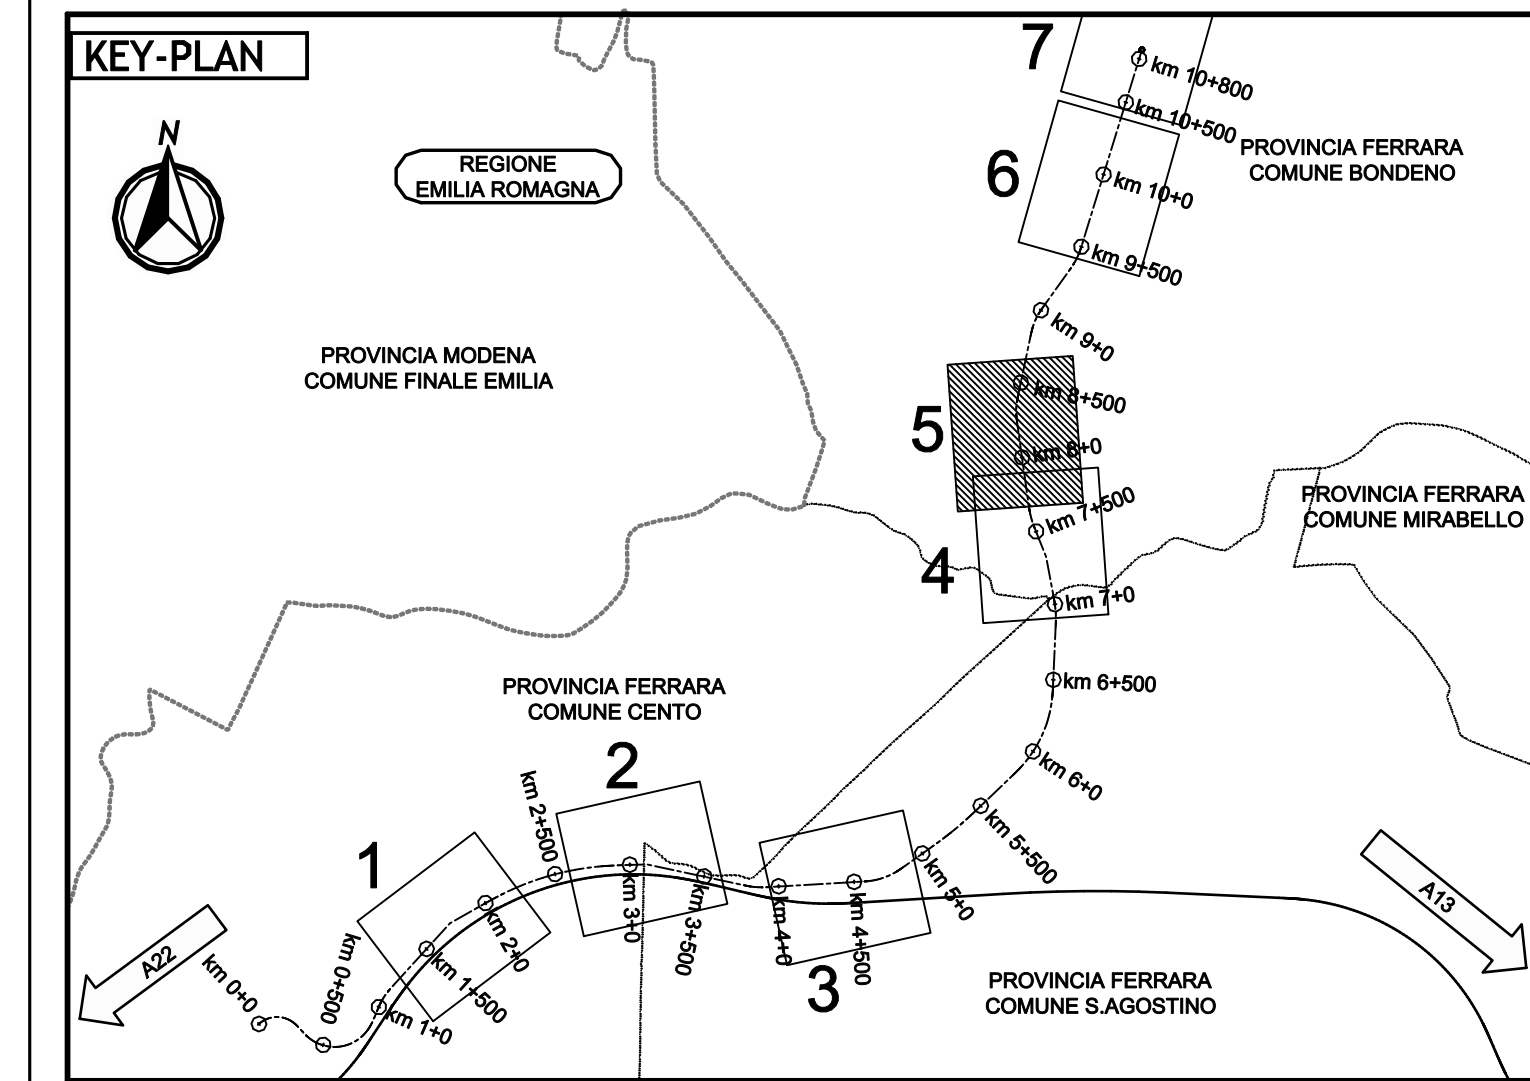 KEY-PLAN
N
REGIONE
EMILIA ROMAGNA
7
km 10+800
km 10+500
PROVINCIA FERRARA
COMUNE BONDENO
6
km 10+0
km 9+500
km 9+0
PROVINCIA MODENA
COMUNE FINALE EMILIA
5
km 8+500
km 8+0
km 7+500
PROVINCIA FERRARA
COMUNE MIRABELLO
4
km 7+0
km 6+500
PROVINCIA FERRARA
COMUNE CENTO
2
km 6+0
km 2+500
km 5+500
1
km 5+0
A13
km 3+0
km 3+500
km 4+0
km 4+500
km 2+0
A22
km 0+0
km 0+500
km 1+500
km 1+0
3
PROVINCIA FERRARA
COMUNE S.AGOSTINO